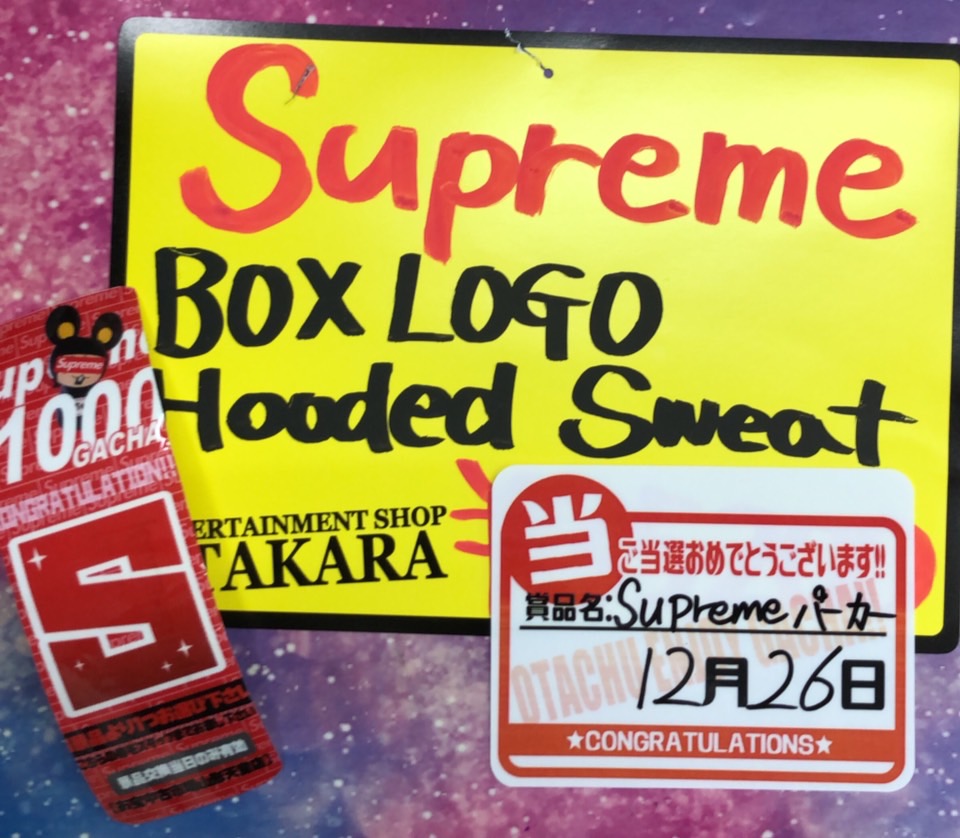 Supreme
BOX LOGO
Hooded Sweat
ERTAINMENT SHOP
TAKARA
Supreme
1000
GACHA
ONGRATULATION!!
S
当
ご当選おめでとうございます!!
賞品名:Supremeパーカー
12月26日
★CONGRATULATIONS★